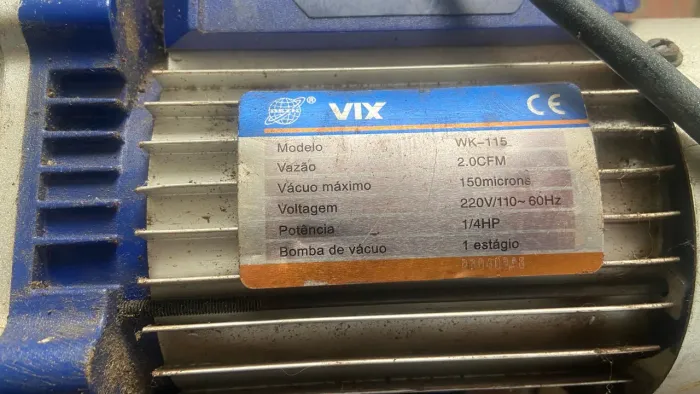 ® VIX CE
Modelo WK-115
Vazão 2.0CFM
Vácuo máximo 150microns
Voltagem 220V/110~60Hz
Potência 1/4HP
Bomba de vácuo 1 estágio